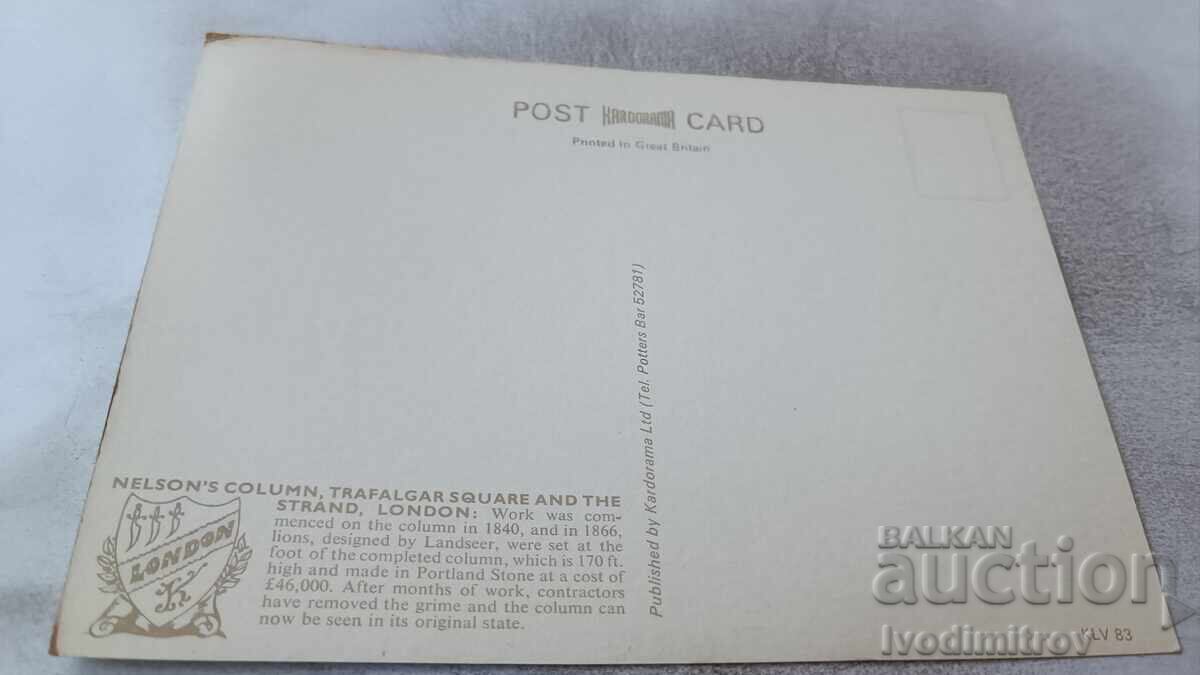 POST KARDORAMA CARD
Printed in Great Britain
Published by Kardorama Ltd (Tel. Potters Bar 52781)
NELSON'S COLUMN, TRAFALGAR SQUARE AND THE
STRAND, LONDON: Work was com-
menced on the column in 1840, and in 1866,
lions, designed by Landseer, were set at the
foot of the completed column, which is 170 ft.
high and made in Portland Stone at a cost of
£46,000. After months of work, contractors
have removed the grime and the column can
now be seen in its original state.
LONDON
K
KLV 83
BALKAN
auction
Ivodimitrov